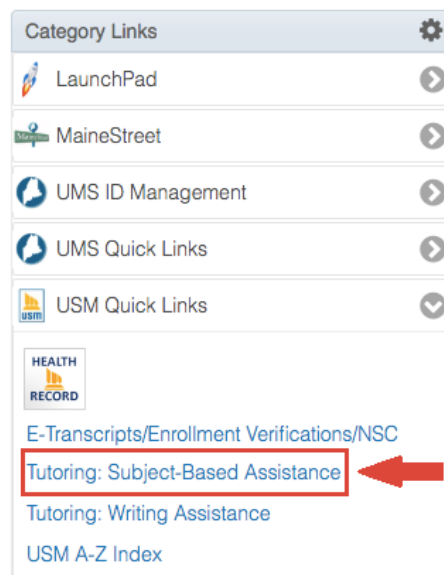 Category Links
LaunchPad
MaineStreet
UMS ID Management
UMS Quick Links
usm
USM Quick Links
HEALTH
RECORD
E-Transcripts/Enrollment Verifications/NSC
Tutoring: Subject-Based Assistance
Tutoring: Writing Assistance
USM A-Z Index